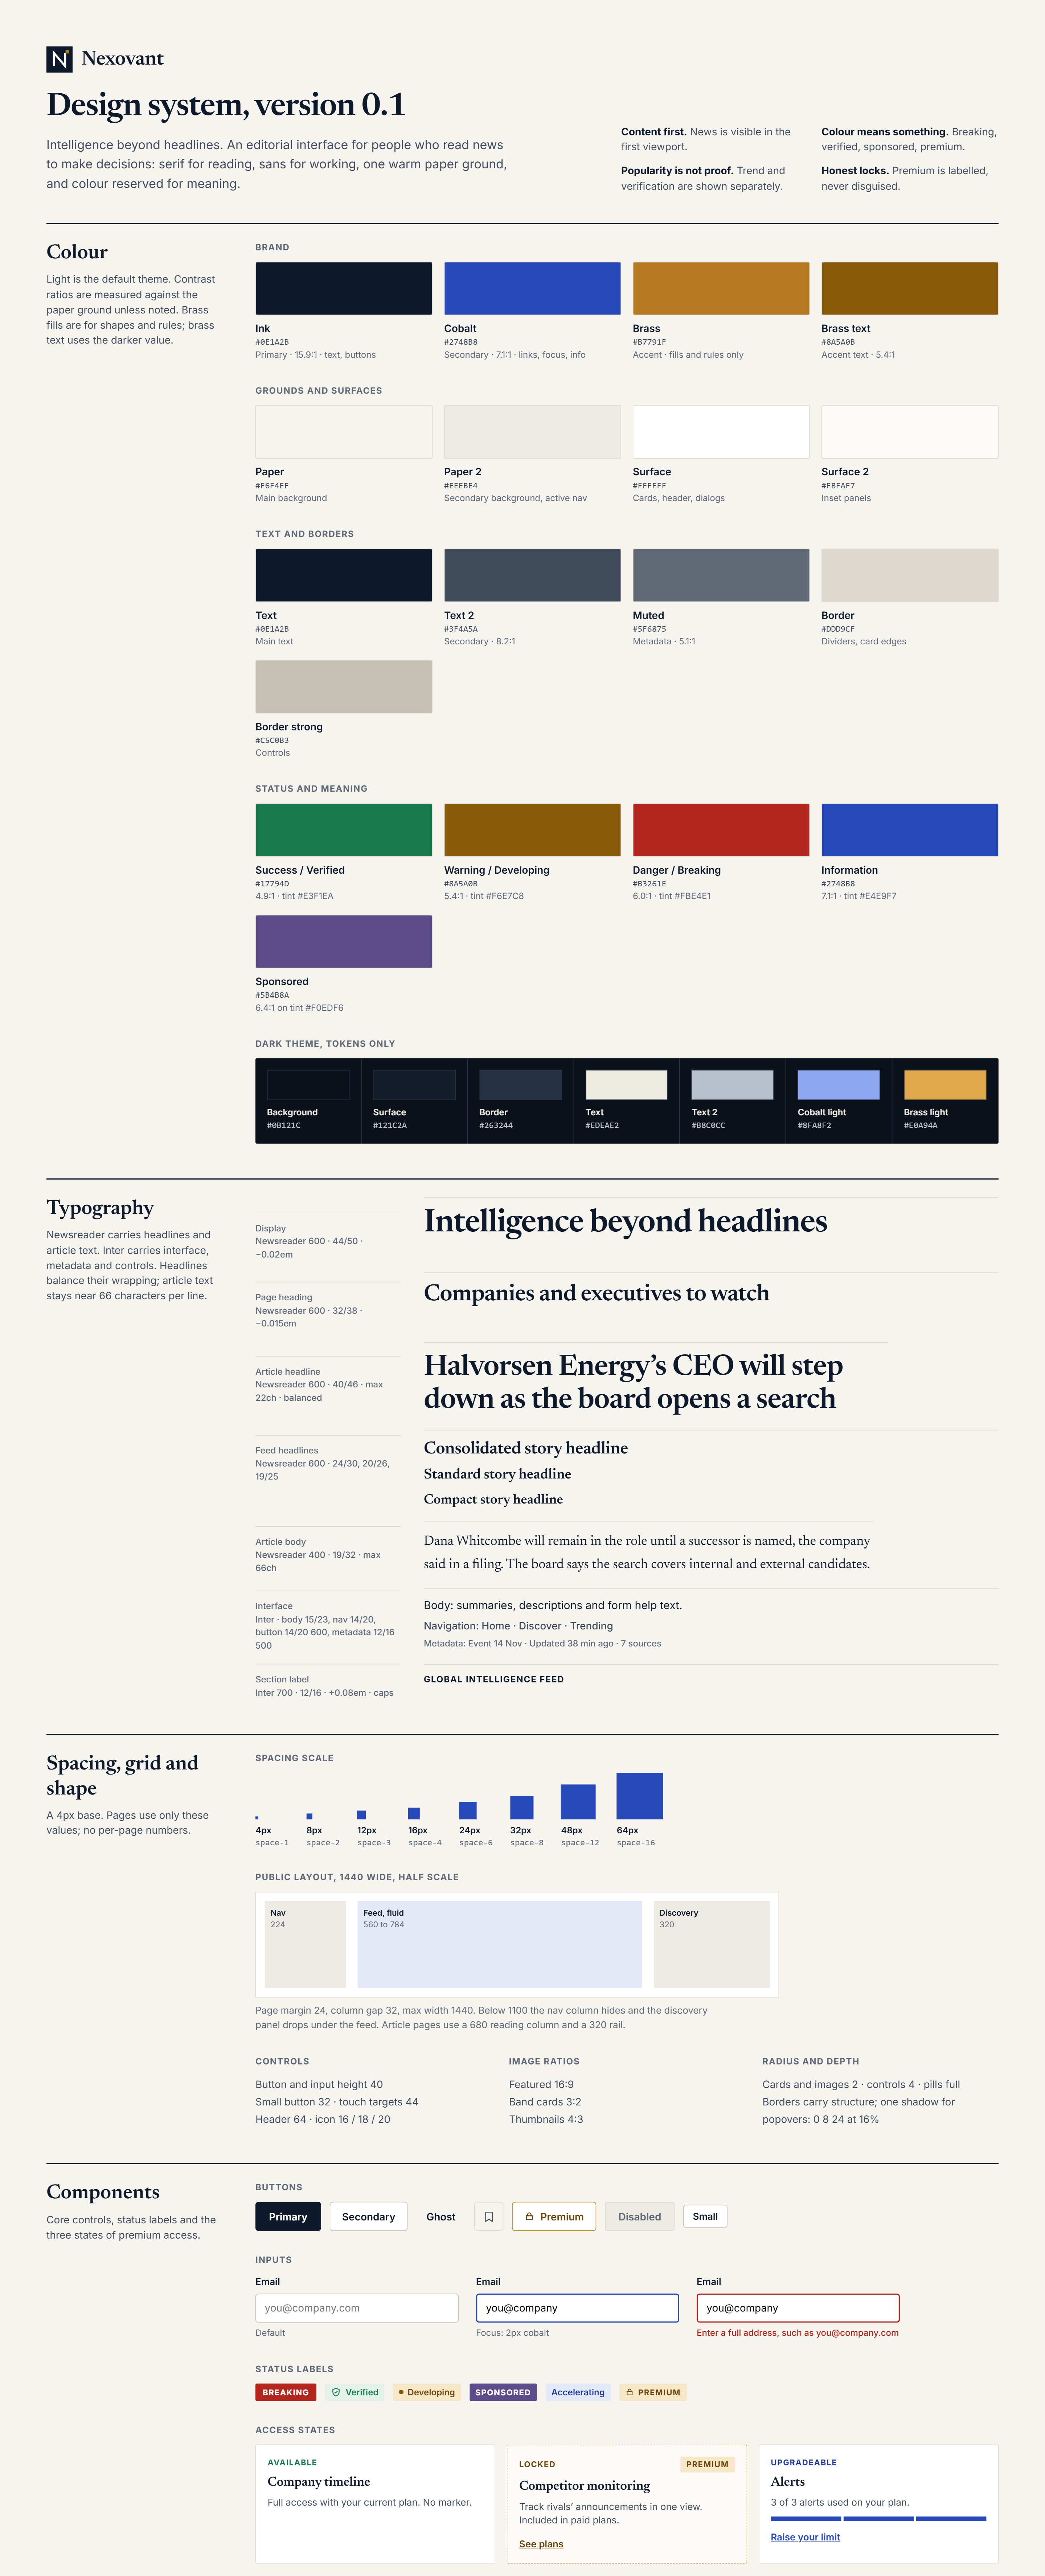 Nexovant
Design system, version 0.1
Intelligence beyond headlines. An editorial interface for people who read news
to make decisions: serif for reading, sans for working, one warm paper ground,
and colour reserved for meaning.
Content first. News is visible in the
first viewport.
Colour means something. Breaking,
verified, sponsored, premium.
Popularity is not proof. Trend and
verification are shown separately.
Honest locks. Premium is labelled,
never disguised.
Colour
Light is the default theme. Contrast
ratios are measured against the
paper ground unless noted. Brass
fills are for shapes and rules; brass
text uses the darker value.
BRAND
Ink
#0E1A2B
Primary · 15.9:1 · text, buttons
Cobalt
#2748B8
Secondary · 7.1:1 · links, focus, info
Brass
#B7791F
Accent · fills and rules only
Brass text
#8A5A0B
Accent text · 5.4:1
GROUNDS AND SURFACES
Paper
#F6F4EF
Main background
Paper 2
#EEEBE4
Secondary background, active nav
Surface
#FFFFFF
Cards, header, dialogs
Surface 2
#FBFAF7
Inset panels
TEXT AND BORDERS
Text
#0E1A2B
Main text
Text 2
#3F4A5A
Secondary · 8.2:1
Muted
#5F6875
Metadata · 5.1:1
Border
#DDD9CF
Dividers, card edges
Border strong
#C5C0B3
Controls
STATUS AND MEANING
Success / Verified
#17794D
4.9:1 · tint #E3F1EA
Warning / Developing
#8A5A0B
5.4:1 · tint #F6E7C8
Danger / Breaking
#B3261E
6.0:1 · tint #FBE4E1
Information
#2748B8
7.1:1 · tint #E4E9F7
Sponsored
#5B4B8A
6.4:1 on tint #F0EDF6
DARK THEME, TOKENS ONLY
Background
#0B121C
Surface
#121C2A
Border
#263244
Text
#EDEAE2
Text 2
#B8C0CC
Cobalt light
#8FA8F2
Brass light
#E0A94A
Typography
Newsreader carries headlines and
article text. Inter carries interface,
metadata and controls. Headlines
balance their wrapping; article text
stays near 66 characters per line.
Display
Newsreader 600 · 44/50 ·
−0.02em
Intelligence beyond headlines
Page heading
Newsreader 600 · 32/38 ·
−0.015em
Companies and executives to watch
Article headline
Newsreader 600 · 40/46 · max
22ch · balanced
Halvorsen Energy’s CEO will step
down as the board opens a search
Feed headlines
Newsreader 600 · 24/30, 20/26,
19/25
Consolidated story headline
Standard story headline
Compact story headline
Article body
Newsreader 400 · 19/32 · max
66ch
Dana Whitcombe will remain in the role until a successor is named, the company
said in a filing. The board says the search covers internal and external candidates.
Interface
Inter · body 15/23, nav 14/20,
button 14/20 600, metadata 12/16
500
Body: summaries, descriptions and form help text.
Navigation: Home · Discover · Trending
Metadata: Event 14 Nov · Updated 38 min ago · 7 sources
Section label
Inter 700 · 12/16 · +0.08em · caps
GLOBAL INTELLIGENCE FEED
Spacing, grid and
shape
A 4px base. Pages use only these
values; no per-page numbers.
SPACING SCALE
4px
space-1
8px
space-2
12px
space-3
16px
space-4
24px
space-6
32px
space-8
48px
space-12
64px
space-16
PUBLIC LAYOUT, 1440 WIDE, HALF SCALE
Nav
224
Feed, fluid
560 to 784
Discovery
320
Page margin 24, column gap 32, max width 1440. Below 1100 the nav column hides and the discovery
panel drops under the feed. Article pages use a 680 reading column and a 320 rail.
CONTROLS
Button and input height 40
Small button 32 · touch targets 44
Header 64 · icon 16 / 18 / 20
IMAGE RATIOS
Featured 16:9
Band cards 3:2
Thumbnails 4:3
RADIUS AND DEPTH
Cards and images 2 · controls 4 · pills full
Borders carry structure; one shadow for
popovers: 0 8 24 at 16%
Components
Core controls, status labels and the
three states of premium access.
BUTTONS
Primary
Secondary
Ghost
Premium
Disabled
Small
INPUTS
Email
you@company.com
Default
Email
you@company
Focus: 2px cobalt
Email
you@company
Enter a full address, such as you@company.com
STATUS LABELS
BREAKING
Verified
Developing
SPONSORED
Accelerating
PREMIUM
ACCESS STATES
AVAILABLE
Company timeline
Full access with your current plan. No marker.
LOCKED
PREMIUM
Competitor monitoring
Track rivals’ announcements in one view.
Included in paid plans.
See plans
UPGRADEABLE
Alerts
3 of 3 alerts used on your plan.
Raise your limit